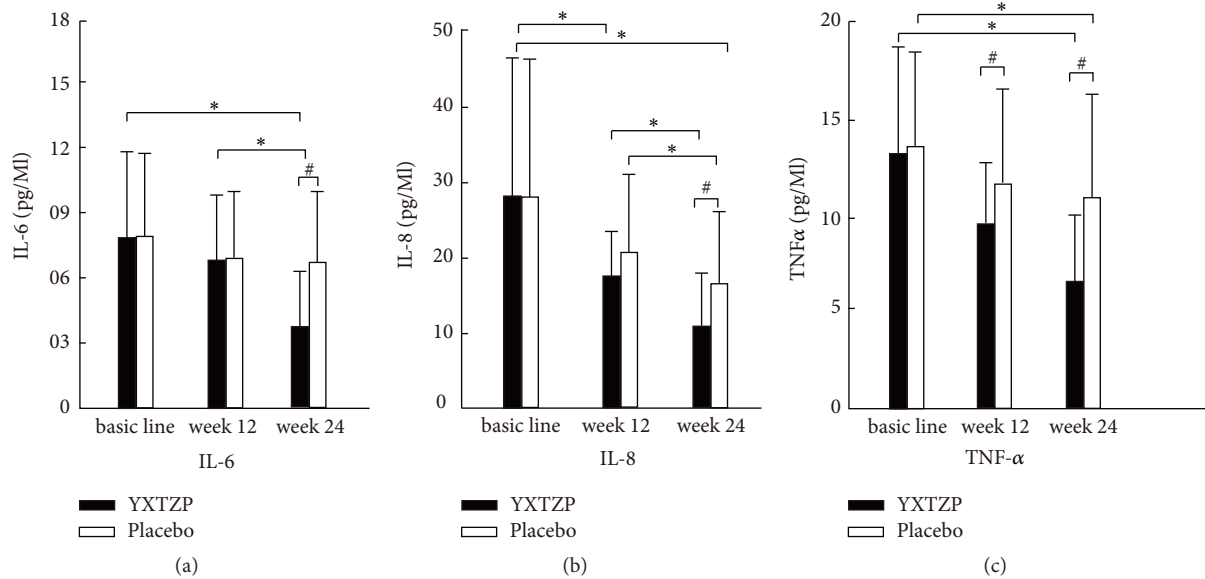 18
15
12
09
06
03
0
IL-6 (pg/Ml)
*
*
#
basic line week 12 week 24
IL-6
YXTZP
Placebo
(a)
50
40
30
20
10
0
IL-8 (pg/Ml)
*
*
*
*
#
basic line week 12 week 24
IL-8
YXTZP
Placebo
(b)
20
15
10
5
0
TNFα (pg/Ml)
*
*
#
#
basic line week 12 week 24
TNF-α
YXTZP
Placebo
(c)